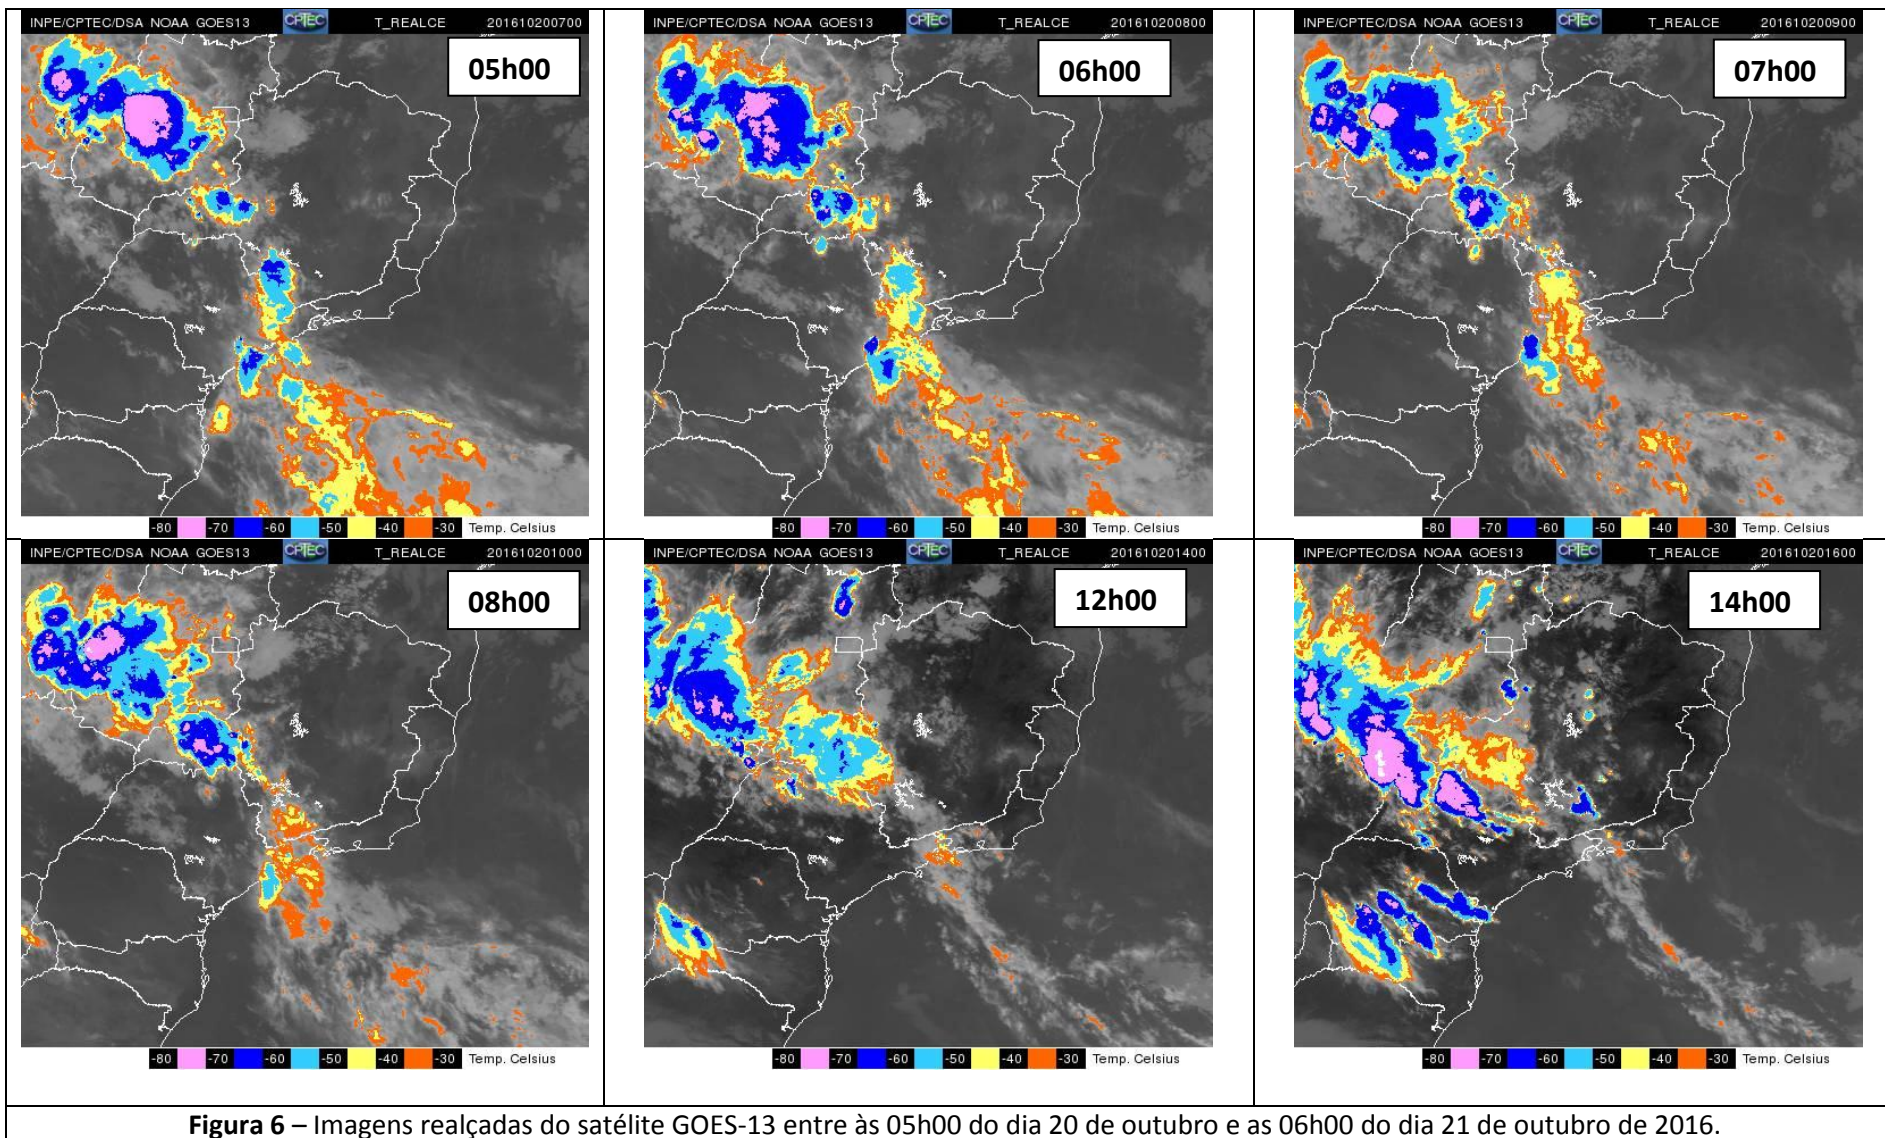 INPE/CPTEC/DSA NOAA GOES13 CPTEC T_REALCE 201610200700
05h00
-80 -70 -60 -50 -40 -30 Temp. Celsius
INPE/CPTEC/DSA NOAA GOES13 CPTEC T_REALCE 201610200800
06h00
-80 -70 -60 -50 -40 -30 Temp. Celsius
INPE/CPTEC/DSA NOAA GOES13 CPTEC T_REALCE 201610200900
07h00
-80 -70 -60 -50 -40 -30 Temp. Celsius
INPE/CPTEC/DSA NOAA GOES13 CPTEC T_REALCE 201610201000
08h00
-80 -70 -60 -50 -40 -30 Temp. Celsius
INPE/CPTEC/DSA NOAA GOES13 CPTEC T_REALCE 201610201400
12h00
-80 -70 -60 -50 -40 -30 Temp. Celsius
INPE/CPTEC/DSA NOAA GOES13 CPTEC T_REALCE 201610201600
14h00
-80 -70 -60 -50 -40 -30 Temp. Celsius
Figura 6 – Imagens realçadas do satélite GOES-13 entre às 05h00 do dia 20 de outubro e as 06h00 do dia 21 de outubro de 2016.